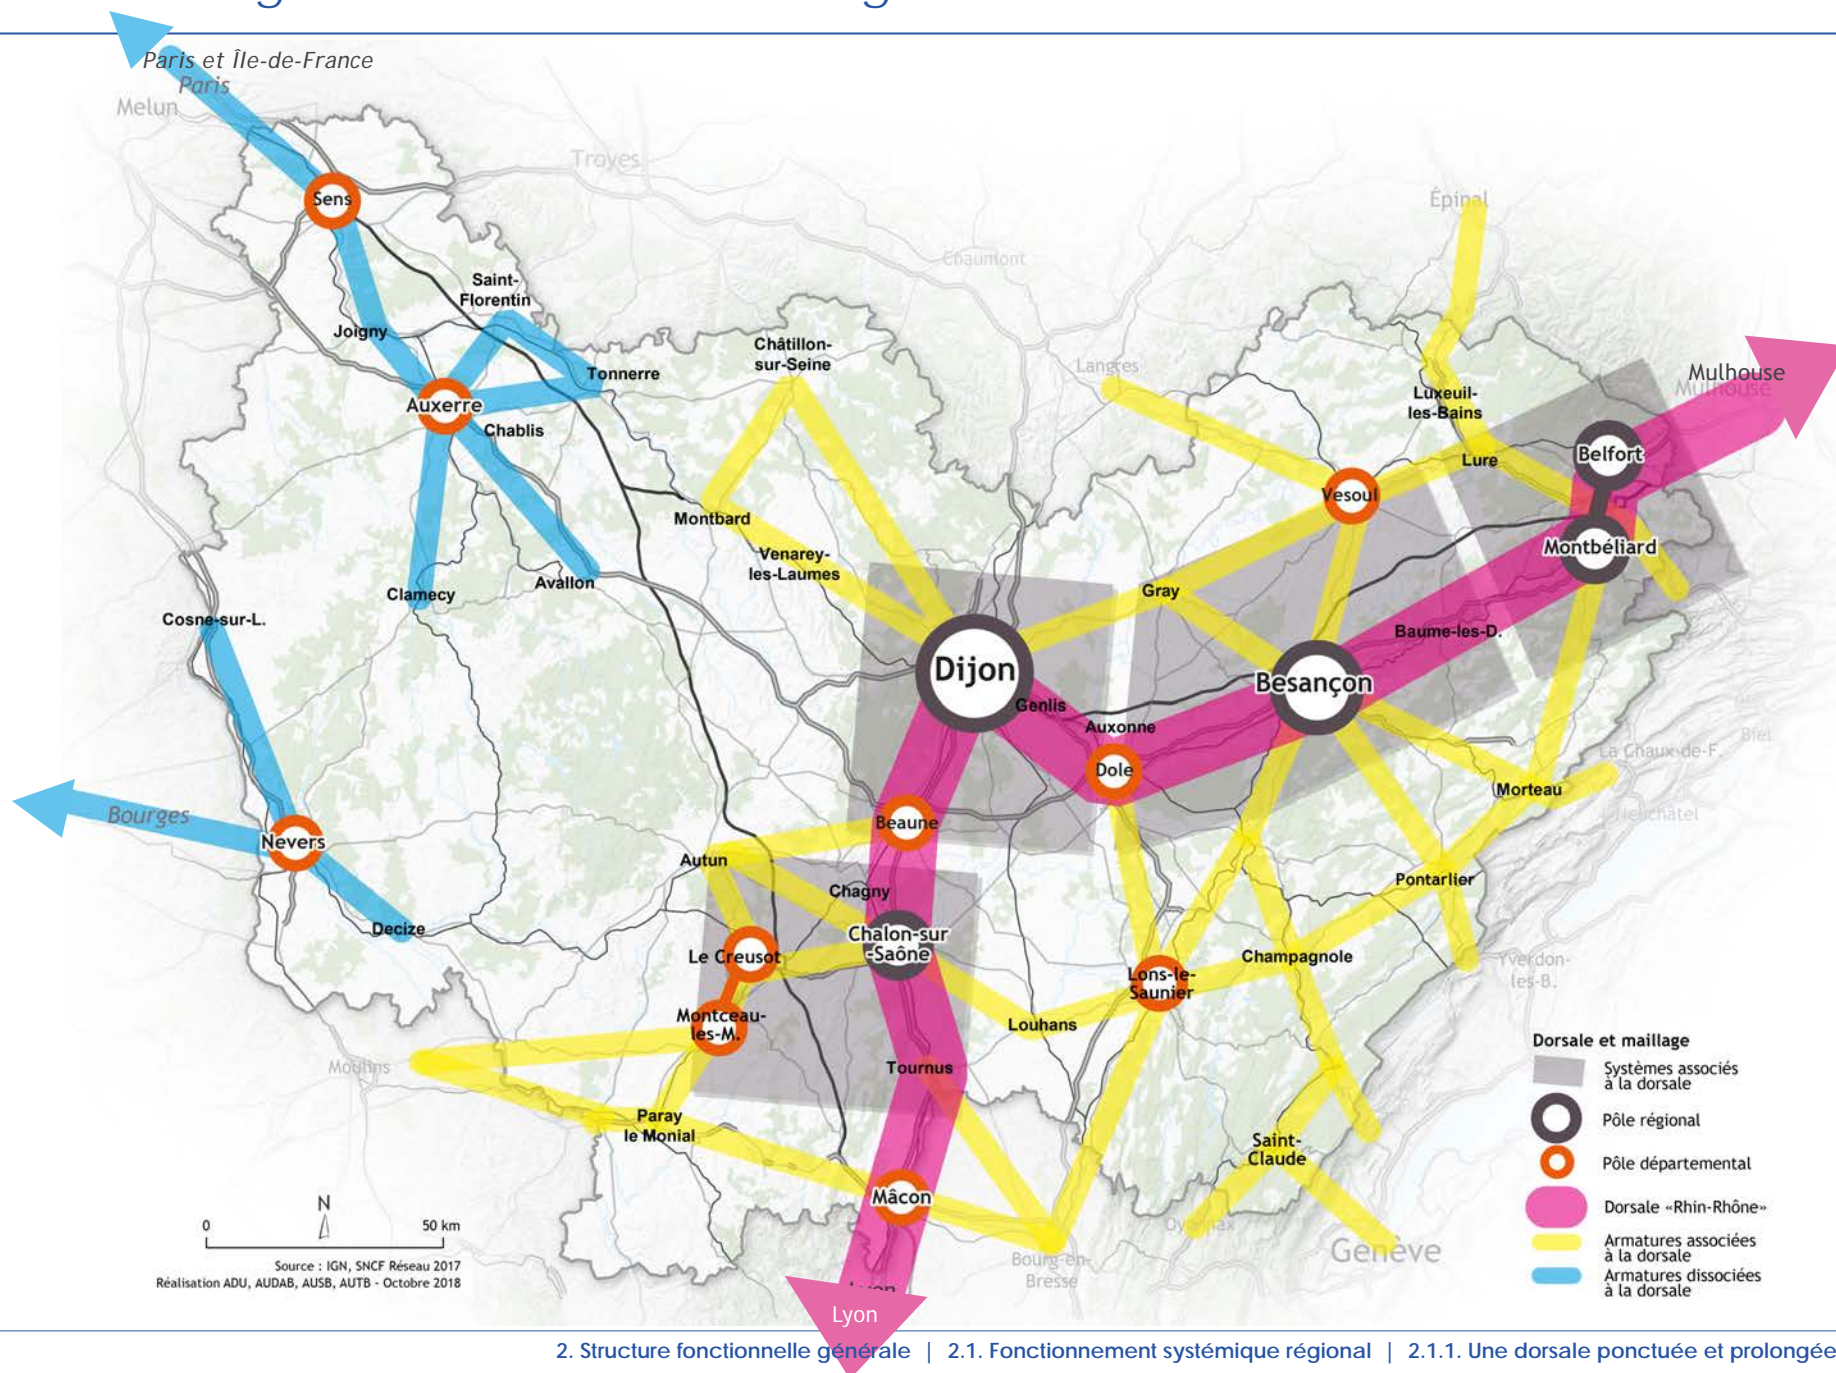 Paris et Île-de-France
Paris
Melun
Troyes
Sens
Épinal
Chaumont
Saint-
Florentin
Joigny
Châtillon-
sur-Seine
Langres
Tonnerre
Mulhouse
Mulhouse
Luxeuil-
les-Bains
Auxerre
Chablis
Belfort
Lure
Vesoul
Montbard
Montbéliard
Venarey-
les-Laumes
Avallon
Clamecy
Gray
Cosne-sur-L.
Baume-les-D.
Dijon
Besançon
Genlis
Auxonne
Biel
La Chaux-de-F.
Dole
Morteau
Bourges
Neuchâtel
Beaune
Nevers
Autun
Pontarlier
Chagny
Decize
Chalon-sur
-Saône
Le Creusot
Champagnole
Yverdon-
les-B.
Lons-le-
Saunier
Montceau-
les-M.
Louhans
Moulins
Tournus
Paray
le Monial
Saint-
Claude
Mâcon
Oyonnax
Genève
Bourg-en-
Bresse
Lyon
Lyon
Dorsale et maillage
Systèmes associés
à la dorsale
Pôle régional
Pôle départemental
Dorsale «Rhin-Rhône»
Armatures associées
à la dorsale
Armatures dissociées
à la dorsale
N
0 50 km
Source : IGN, SNCF Réseau 2017
Réalisation ADU, AUDAB, AUSB, AUTB - Octobre 2018
2. Structure fonctionnelle générale | 2.1. Fonctionnement systémique régional | 2.1.1. Une dorsale ponctuée et prolongée